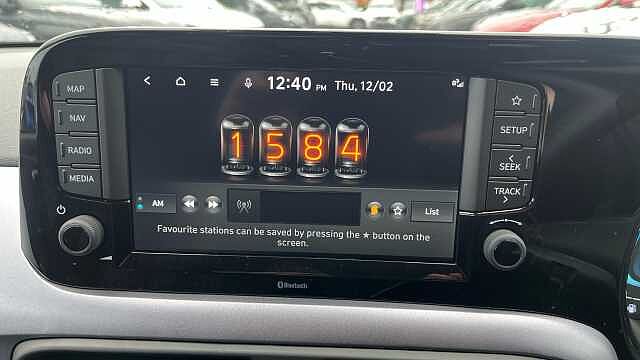 MAP
NAV
RADIO
MEDIA
12:40 PM Thu, 12/02
1584
AM
List
Favourite stations can be saved by pressing the ★ button on the
screen.
SETUP
SEEK
TRACK
Bluetooth